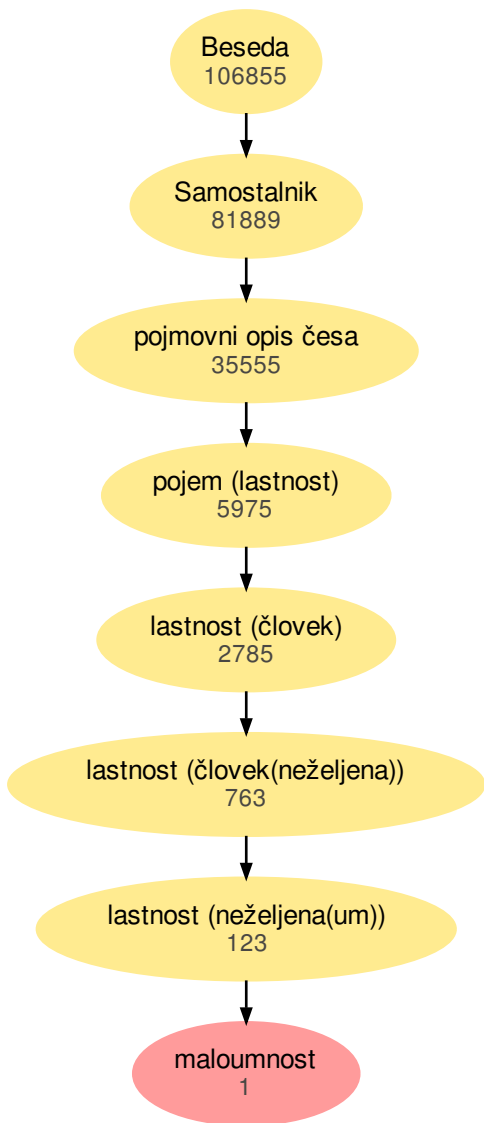 Beseda
106855
Samostalnik
81889
pojmovni opis česa
35555
pojem (lastnost)
5975
lastnost (človek)
2785
lastnost (človek(neželjena))
763
lastnost (neželjena(um))
123
maloumnost
1